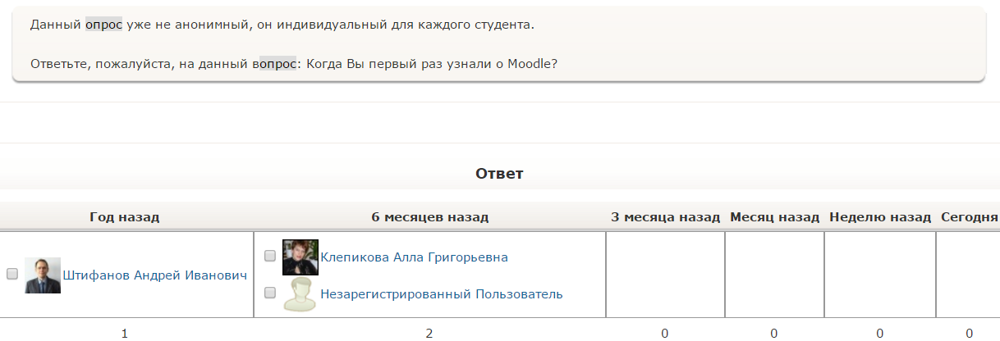 Данный опрос уже не анонимный, он индивидуальный для каждого студента.
Ответьте, пожалуйста, на данный вопрос: Когда Вы первый раз узнали о Moodle?
Ответ
Год назад 6 месяцев назад 3 месяца назад Месяц назад Неделю назад Сегодня
Штифанов Андрей Иванович
Клепикова Алла Григорьевна
Незарегистрированный Пользователь
1 2 0 0 0 0